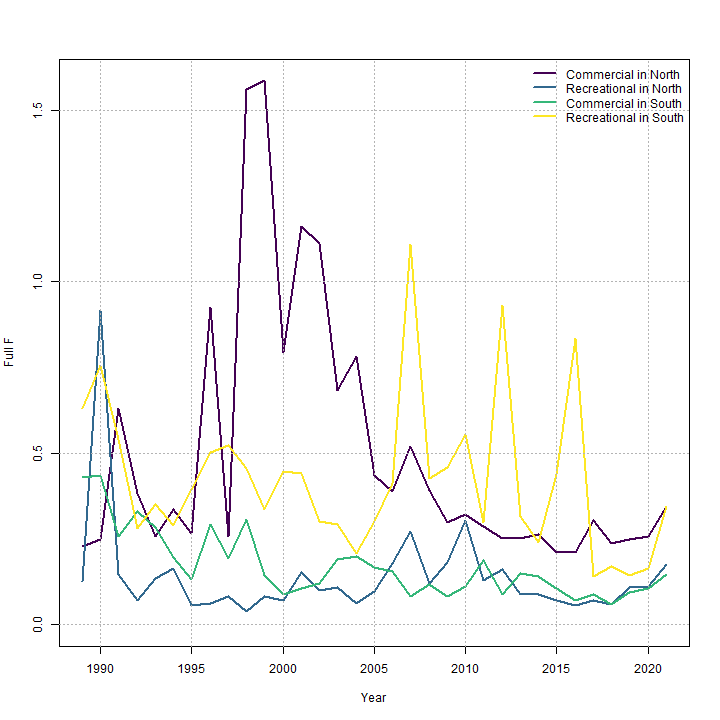 Commercial in North
Recreational in North
Commercial in South
Recreational in South
1.5
1.0
0.5
0.0
Full F
1990 1995 2000 2005 2010 2015 2020
Year